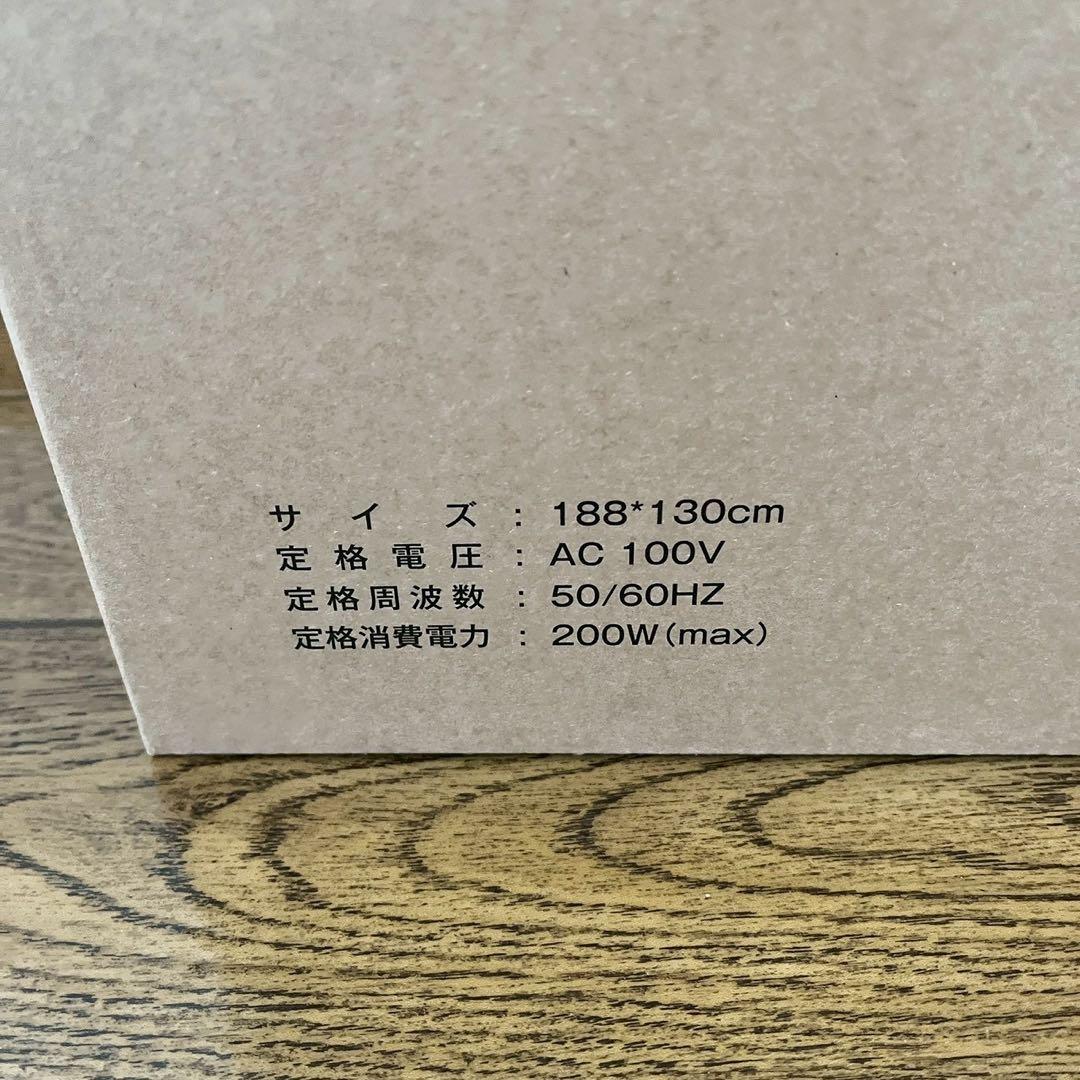 サイズ : 188*130cm
定格電圧 : AC 100V
定格周波数 : 50/60HZ
定格消費電力 : 200W(max)